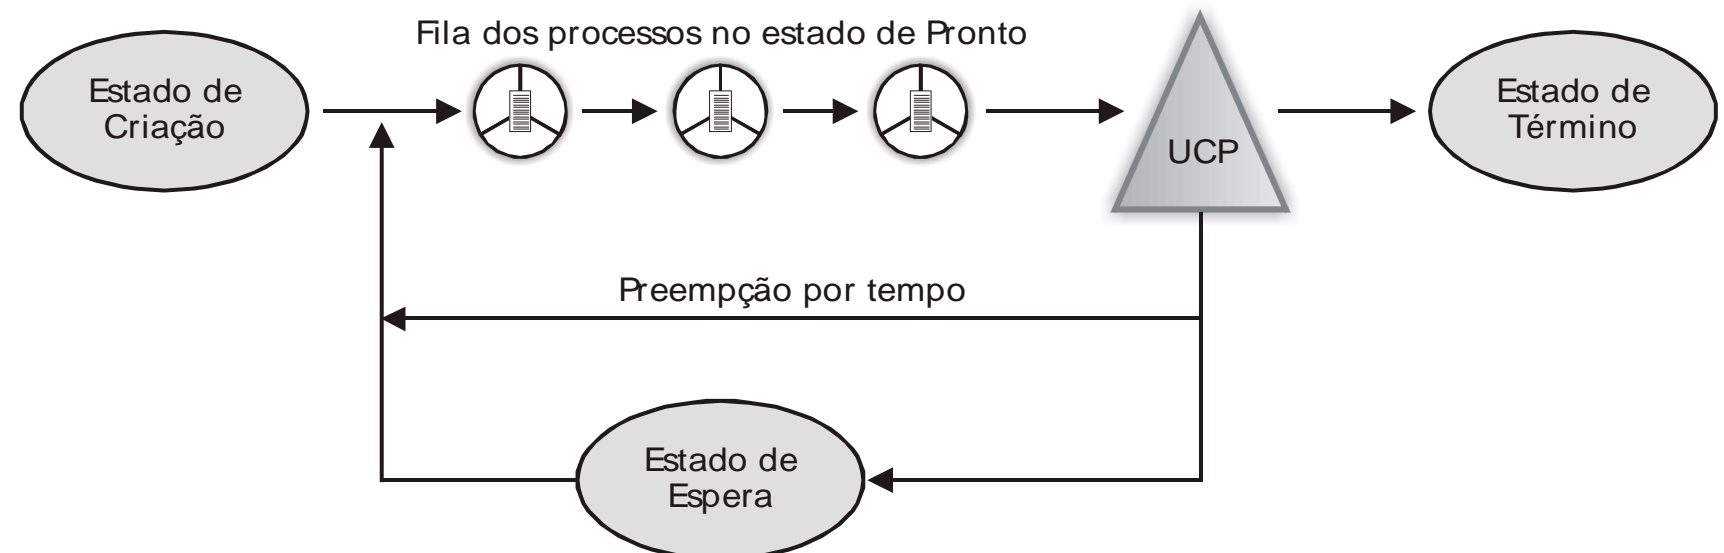 Fila dos processos no estado de Pronto
Estado de
Criação
UCP
Estado de
Término
Preempção por tempo
Estado de
Espera